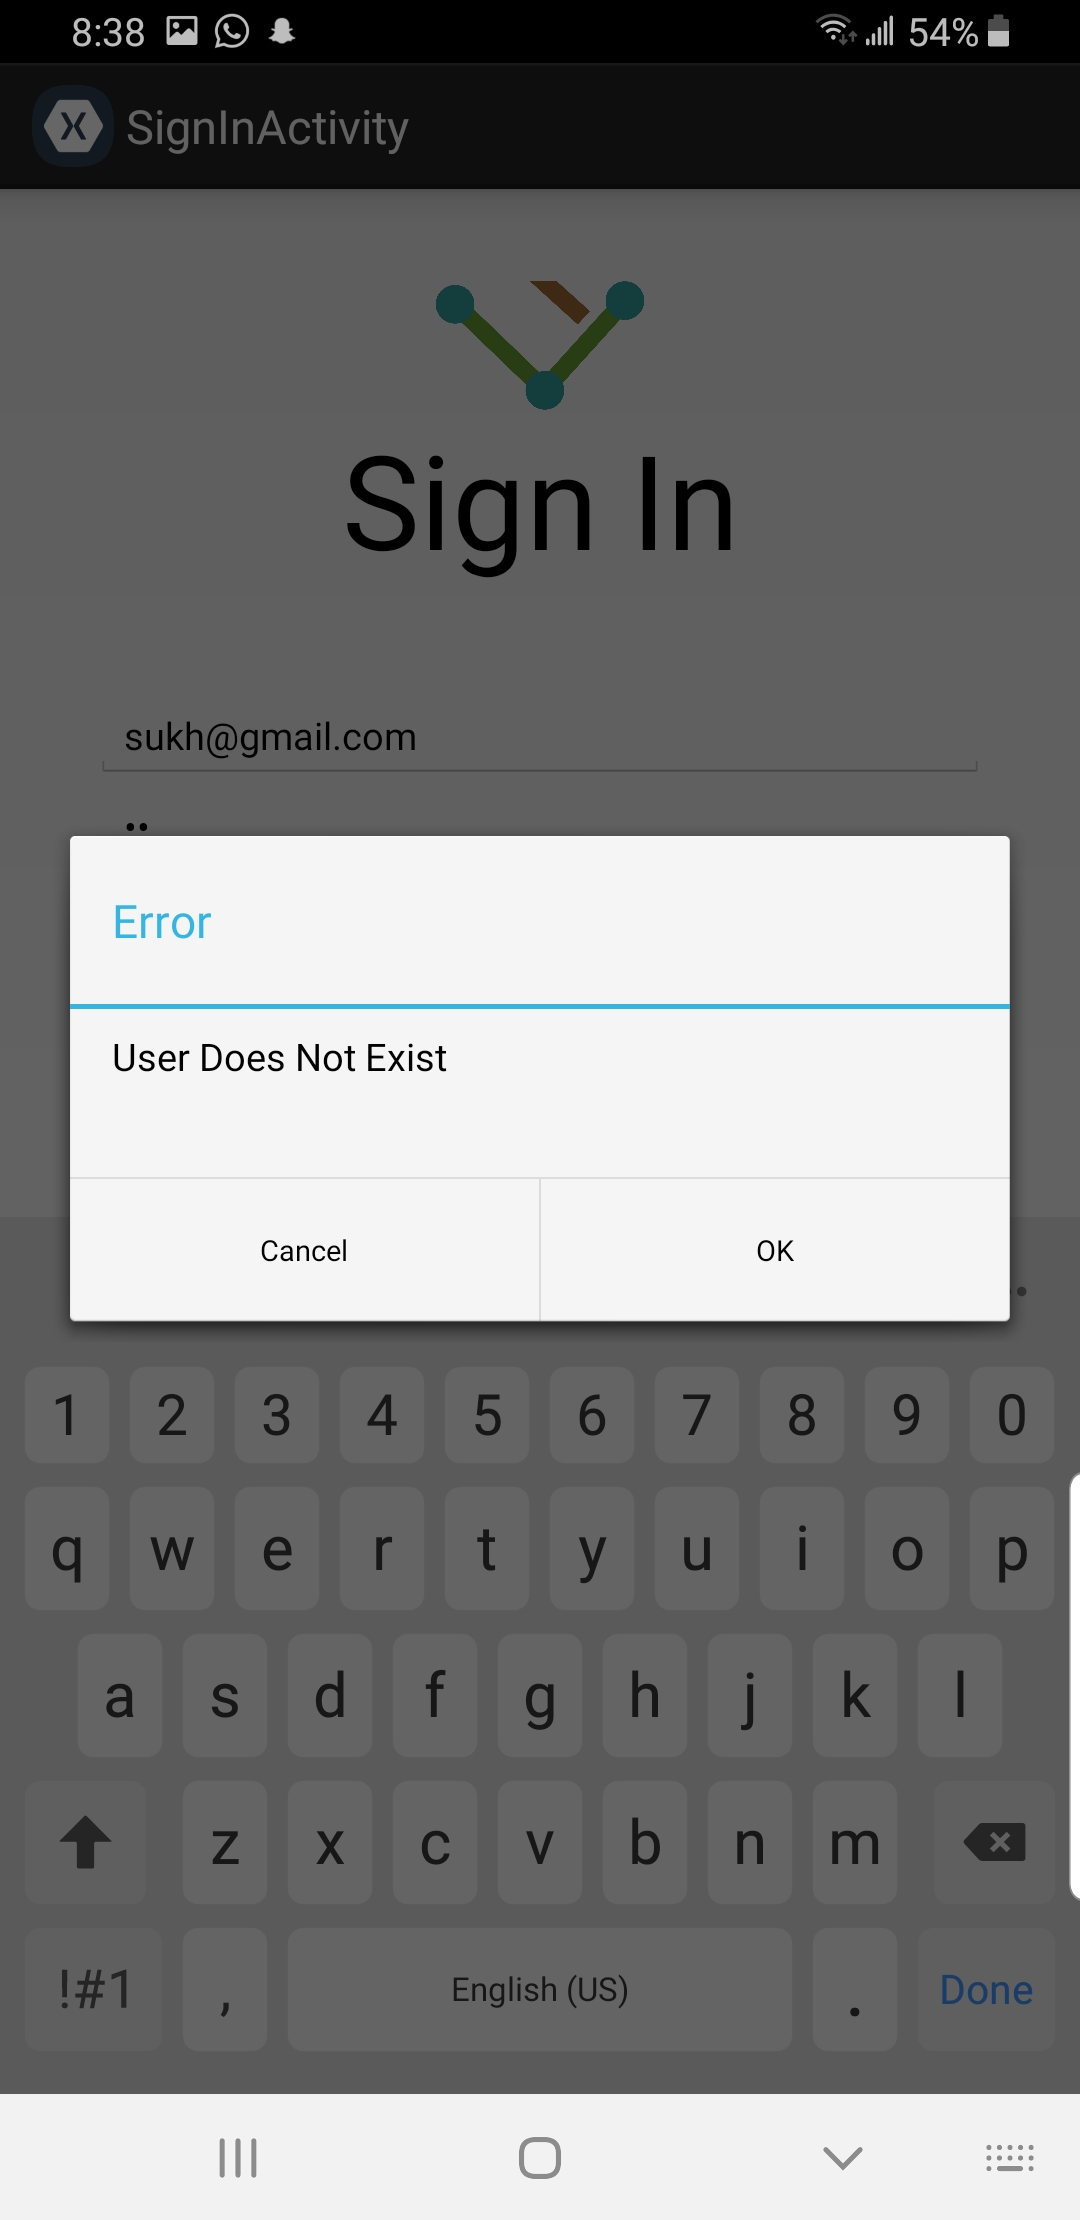 8:38 54%
X SignInActivity
Sign In
sukh@gmail.com
Error
User Does Not Exist
Cancel OK
1 2 3 4 5 6 7 8 9 0
q w e r t y u i o p
a s d f g h j k l
z x c v b n m
!#1 , English (US) . Done